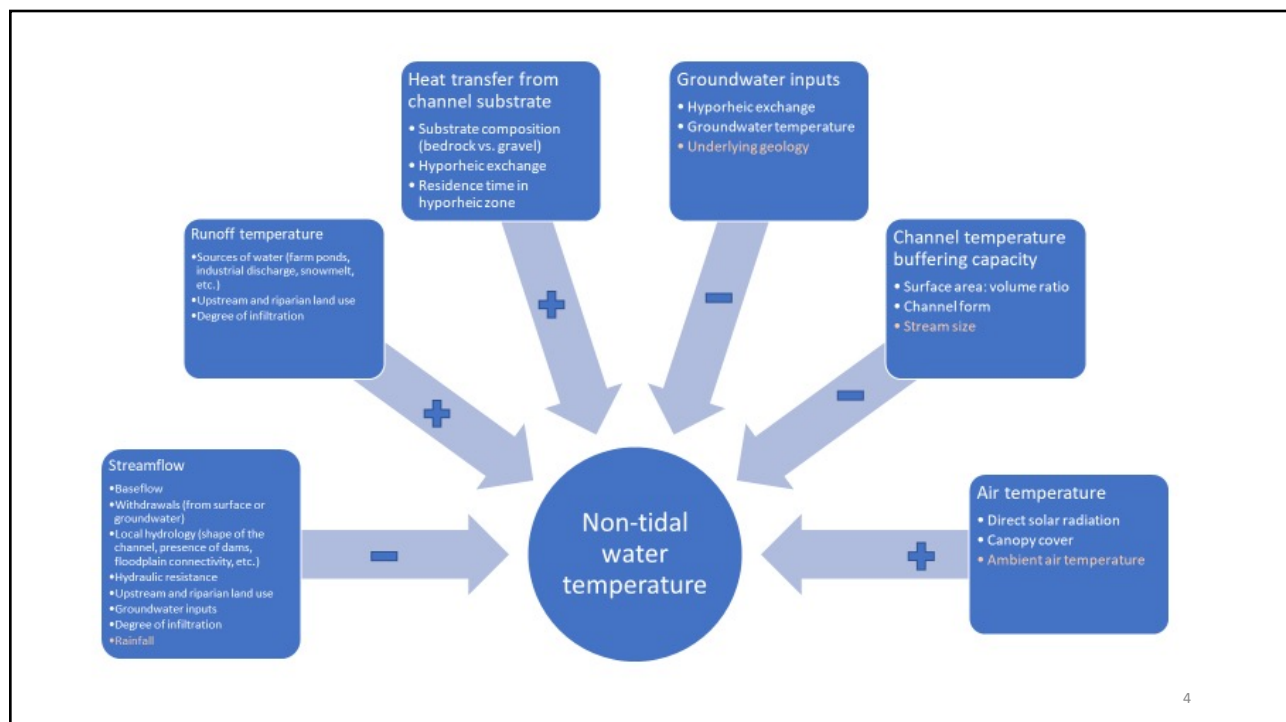 Heat transfer from
channel substrate
• Substrate composition
(bedrock vs. gravel)
• Hyporheic exchange
• Residence time in
hyporheic zone
Groundwater inputs
• Hyporheic exchange
• Groundwater temperature
• Underlying geology
Runoff temperature
•Sources of water (farm ponds,
industrial discharge, snowmelt,
etc.)
•Upstream and riparian land use
•Degree of infiltration
Channel temperature
buffering capacity
• Surface area: volume ratio
• Channel form
• Stream size
Streamflow
•Baseflow
•Withdrawals (from surface or
groundwater)
•Local hydrology (shape of the
channel, presence of dams,
floodplain connectivity, etc.)
•Hydraulic resistance
•Upstream and riparian land use
•Groundwater inputs
•Degree of infiltration
•Rainfall
Air temperature
• Direct solar radiation
• Canopy cover
• Ambient air temperature
Non-tidal
water
temperature
4